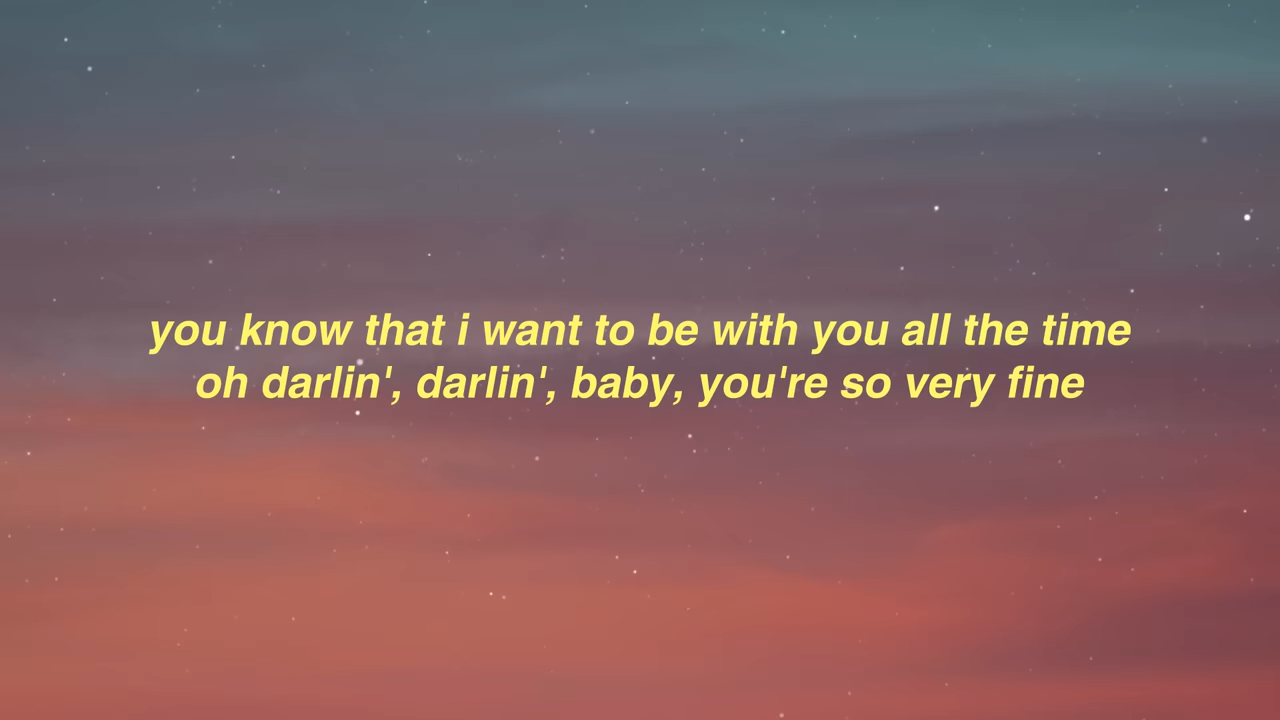 you know that i want to be with you all the time
oh darlin', darlin', baby, you're so very fine